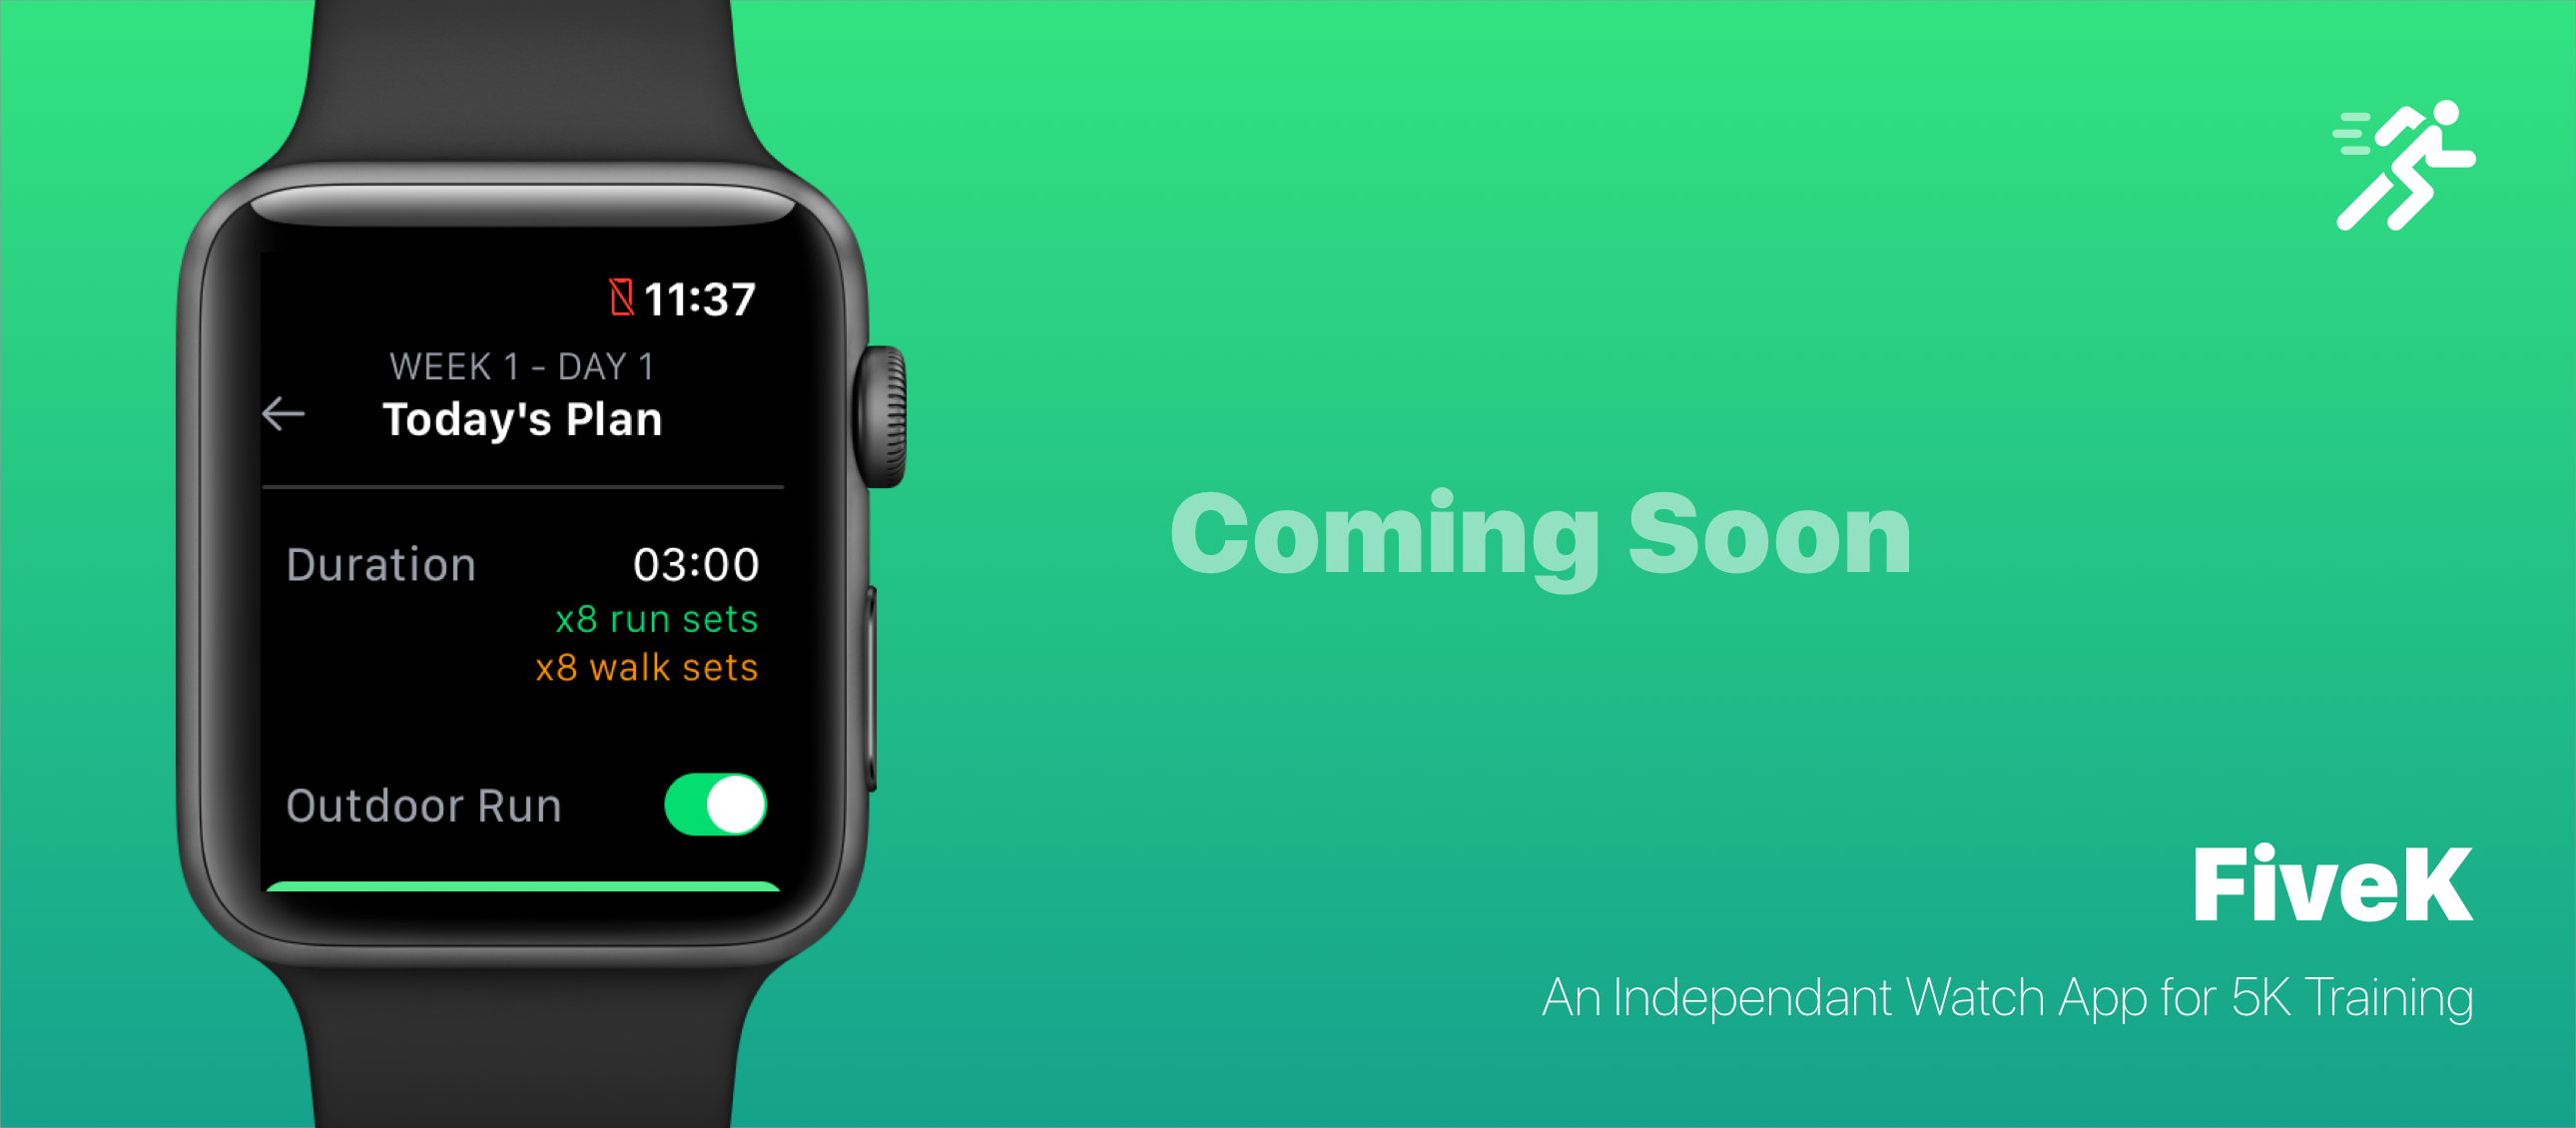 11:37
WEEK 1 - DAY 1
Today's Plan
Duration 03:00
x8 run sets
x8 walk sets
Outdoor Run
Coming Soon
FiveK
An Independant Watch App for 5K Training